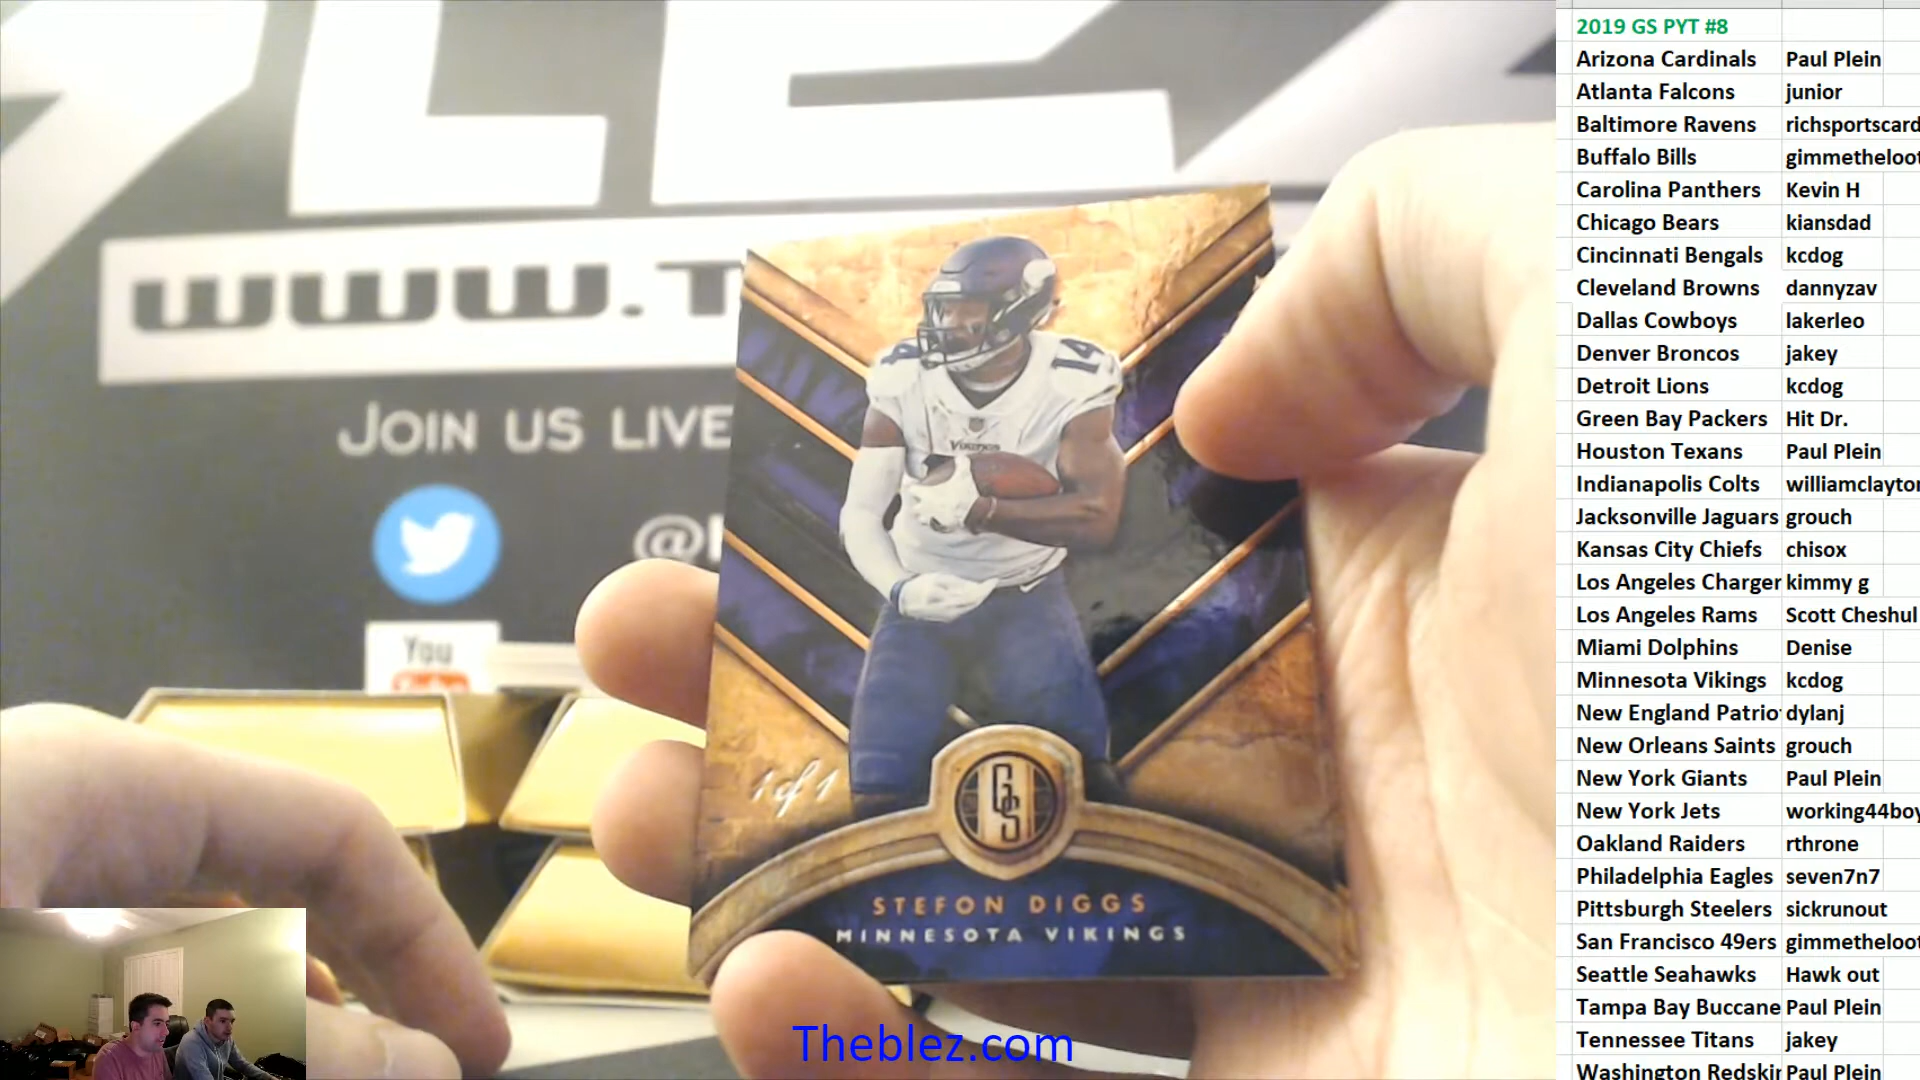 WWW.T
JOIN US LIVE
You
14
VIKINGS
1 of 1
GS
STEFON DIGGS
MINNESOTA VIKINGS
Theblez.com
2019 GS PYT #8
Arizona Cardinals Paul Plein
Atlanta Falcons junior
Baltimore Ravens richsportscard
Buffalo Bills gimmetheloot
Carolina Panthers Kevin H
Chicago Bears kiansdad
Cincinnati Bengals kcdog
Cleveland Browns dannyzav
Dallas Cowboys lakerleo
Denver Broncos jakey
Detroit Lions kcdog
Green Bay Packers Hit Dr.
Houston Texans Paul Plein
Indianapolis Colts williamclayton
Jacksonville Jaguars grouch
Kansas City Chiefs chisox
Los Angeles Charger kimmy g
Los Angeles Rams Scott Cheshul
Miami Dolphins Denise
Minnesota Vikings kcdog
New England Patriot dylanj
New Orleans Saints grouch
New York Giants Paul Plein
New York Jets working44boy
Oakland Raiders rthrone
Philadelphia Eagles seven7n7
Pittsburgh Steelers sickrunout
San Francisco 49ers gimmetheloot
Seattle Seahawks Hawk out
Tampa Bay Buccane Paul Plein
Tennessee Titans jakey
Washington Redskin Paul Plein